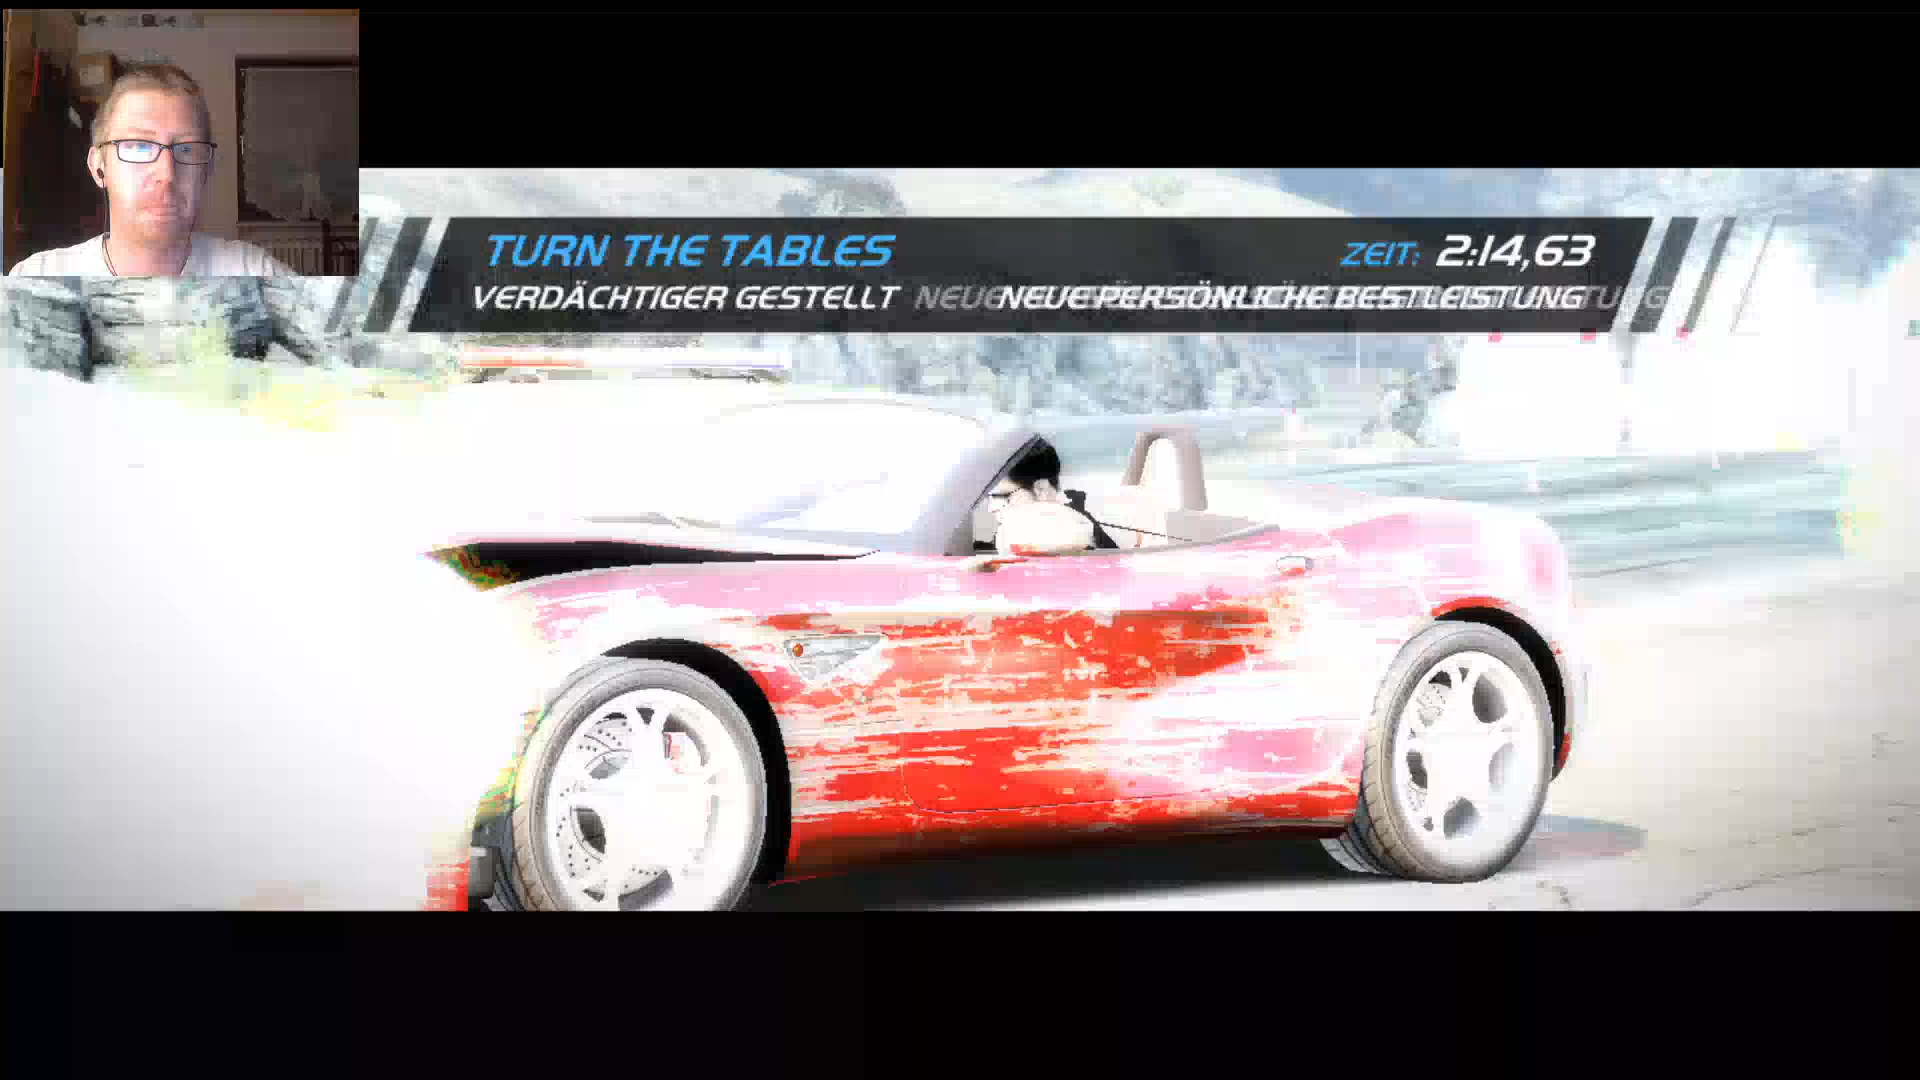 TURN THE TABLES
ZEIT: 2:14,63
VERDÄCHTIGER GESTELLT
NEUE PERSÖNLICHE BESTLEISTUNG